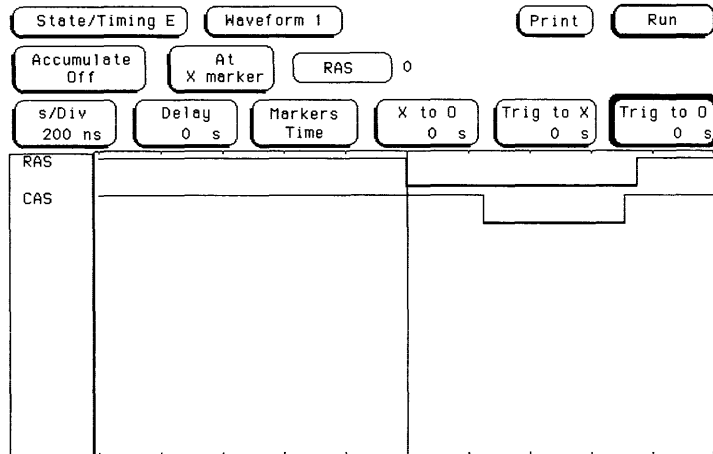 State/Timing E Waveform 1 Print Run
Accumulate
Off
At
X marker
RAS 0
s/Div
200 ns
Delay
0 s
Markers
Time
X to O
0 s
Trig to X
0 s
Trig to O
0 s
RAS
CAS